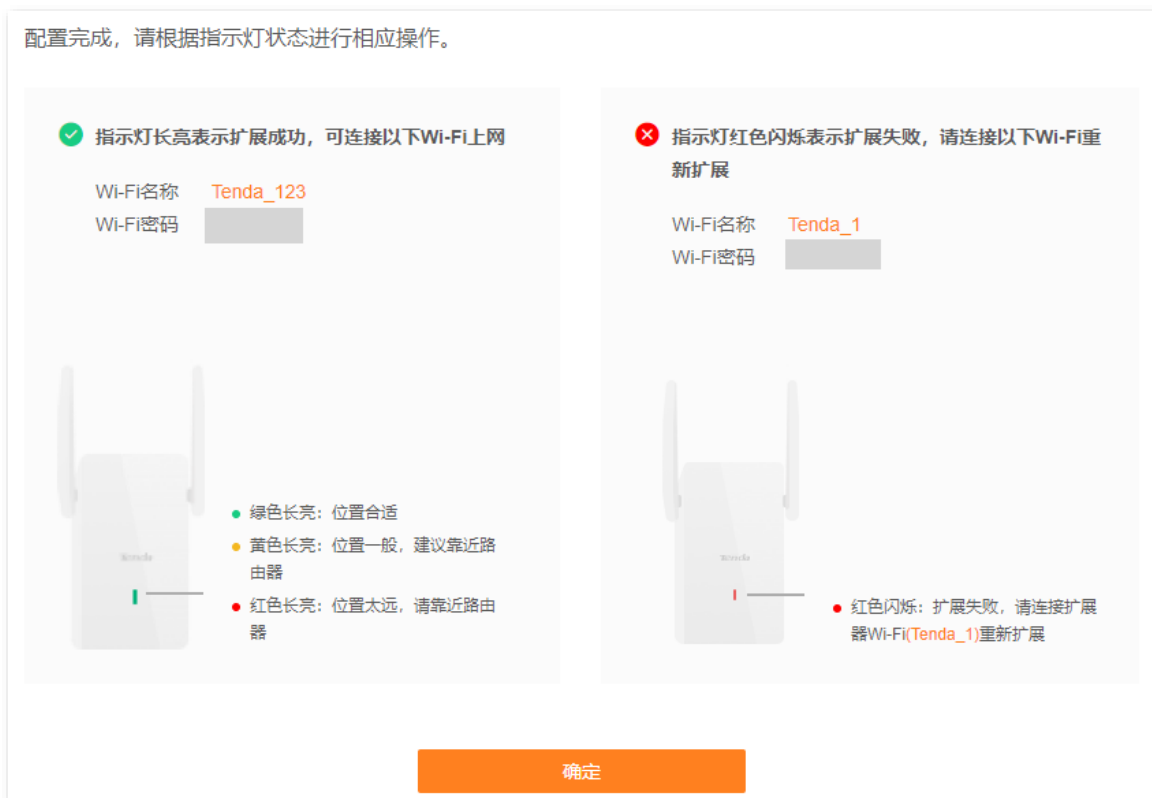 配置完成，请根据指示灯状态进行相应操作。
指示灯长亮表示扩展成功，可连接以下Wi-Fi上网
Wi-Fi名称 Tenda_123
Wi-Fi密码
Tenda
绿色长亮：位置合适
黄色长亮：位置一般，建议靠近路
由器
红色长亮：位置太远，请靠近路由
器
指示灯红色闪烁表示扩展失败，请连接以下Wi-Fi重
新扩展
Wi-Fi名称 Tenda_1
Wi-Fi密码
Tenda
红色闪烁：扩展失败，请连接扩展
器Wi-Fi(Tenda_1)重新扩展
确定